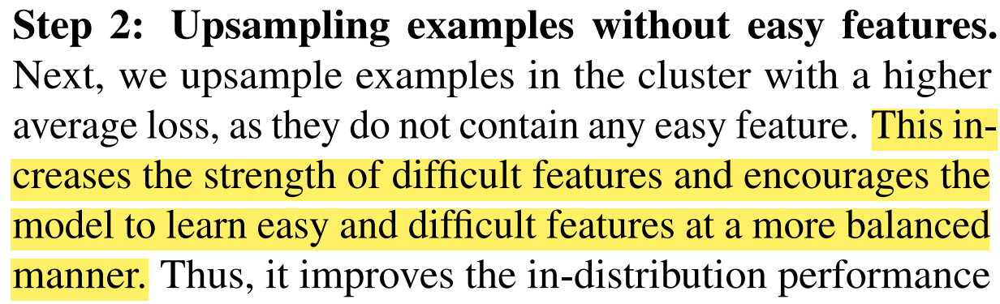 Step 2: Upsampling examples without easy features.
Next, we upsample examples in the cluster with a higher
average loss, as they do not contain any easy feature. This in-
creases the strength of difficult features and encourages the
model to learn easy and difficult features at a more balanced
manner. Thus, it improves the in-distribution performance